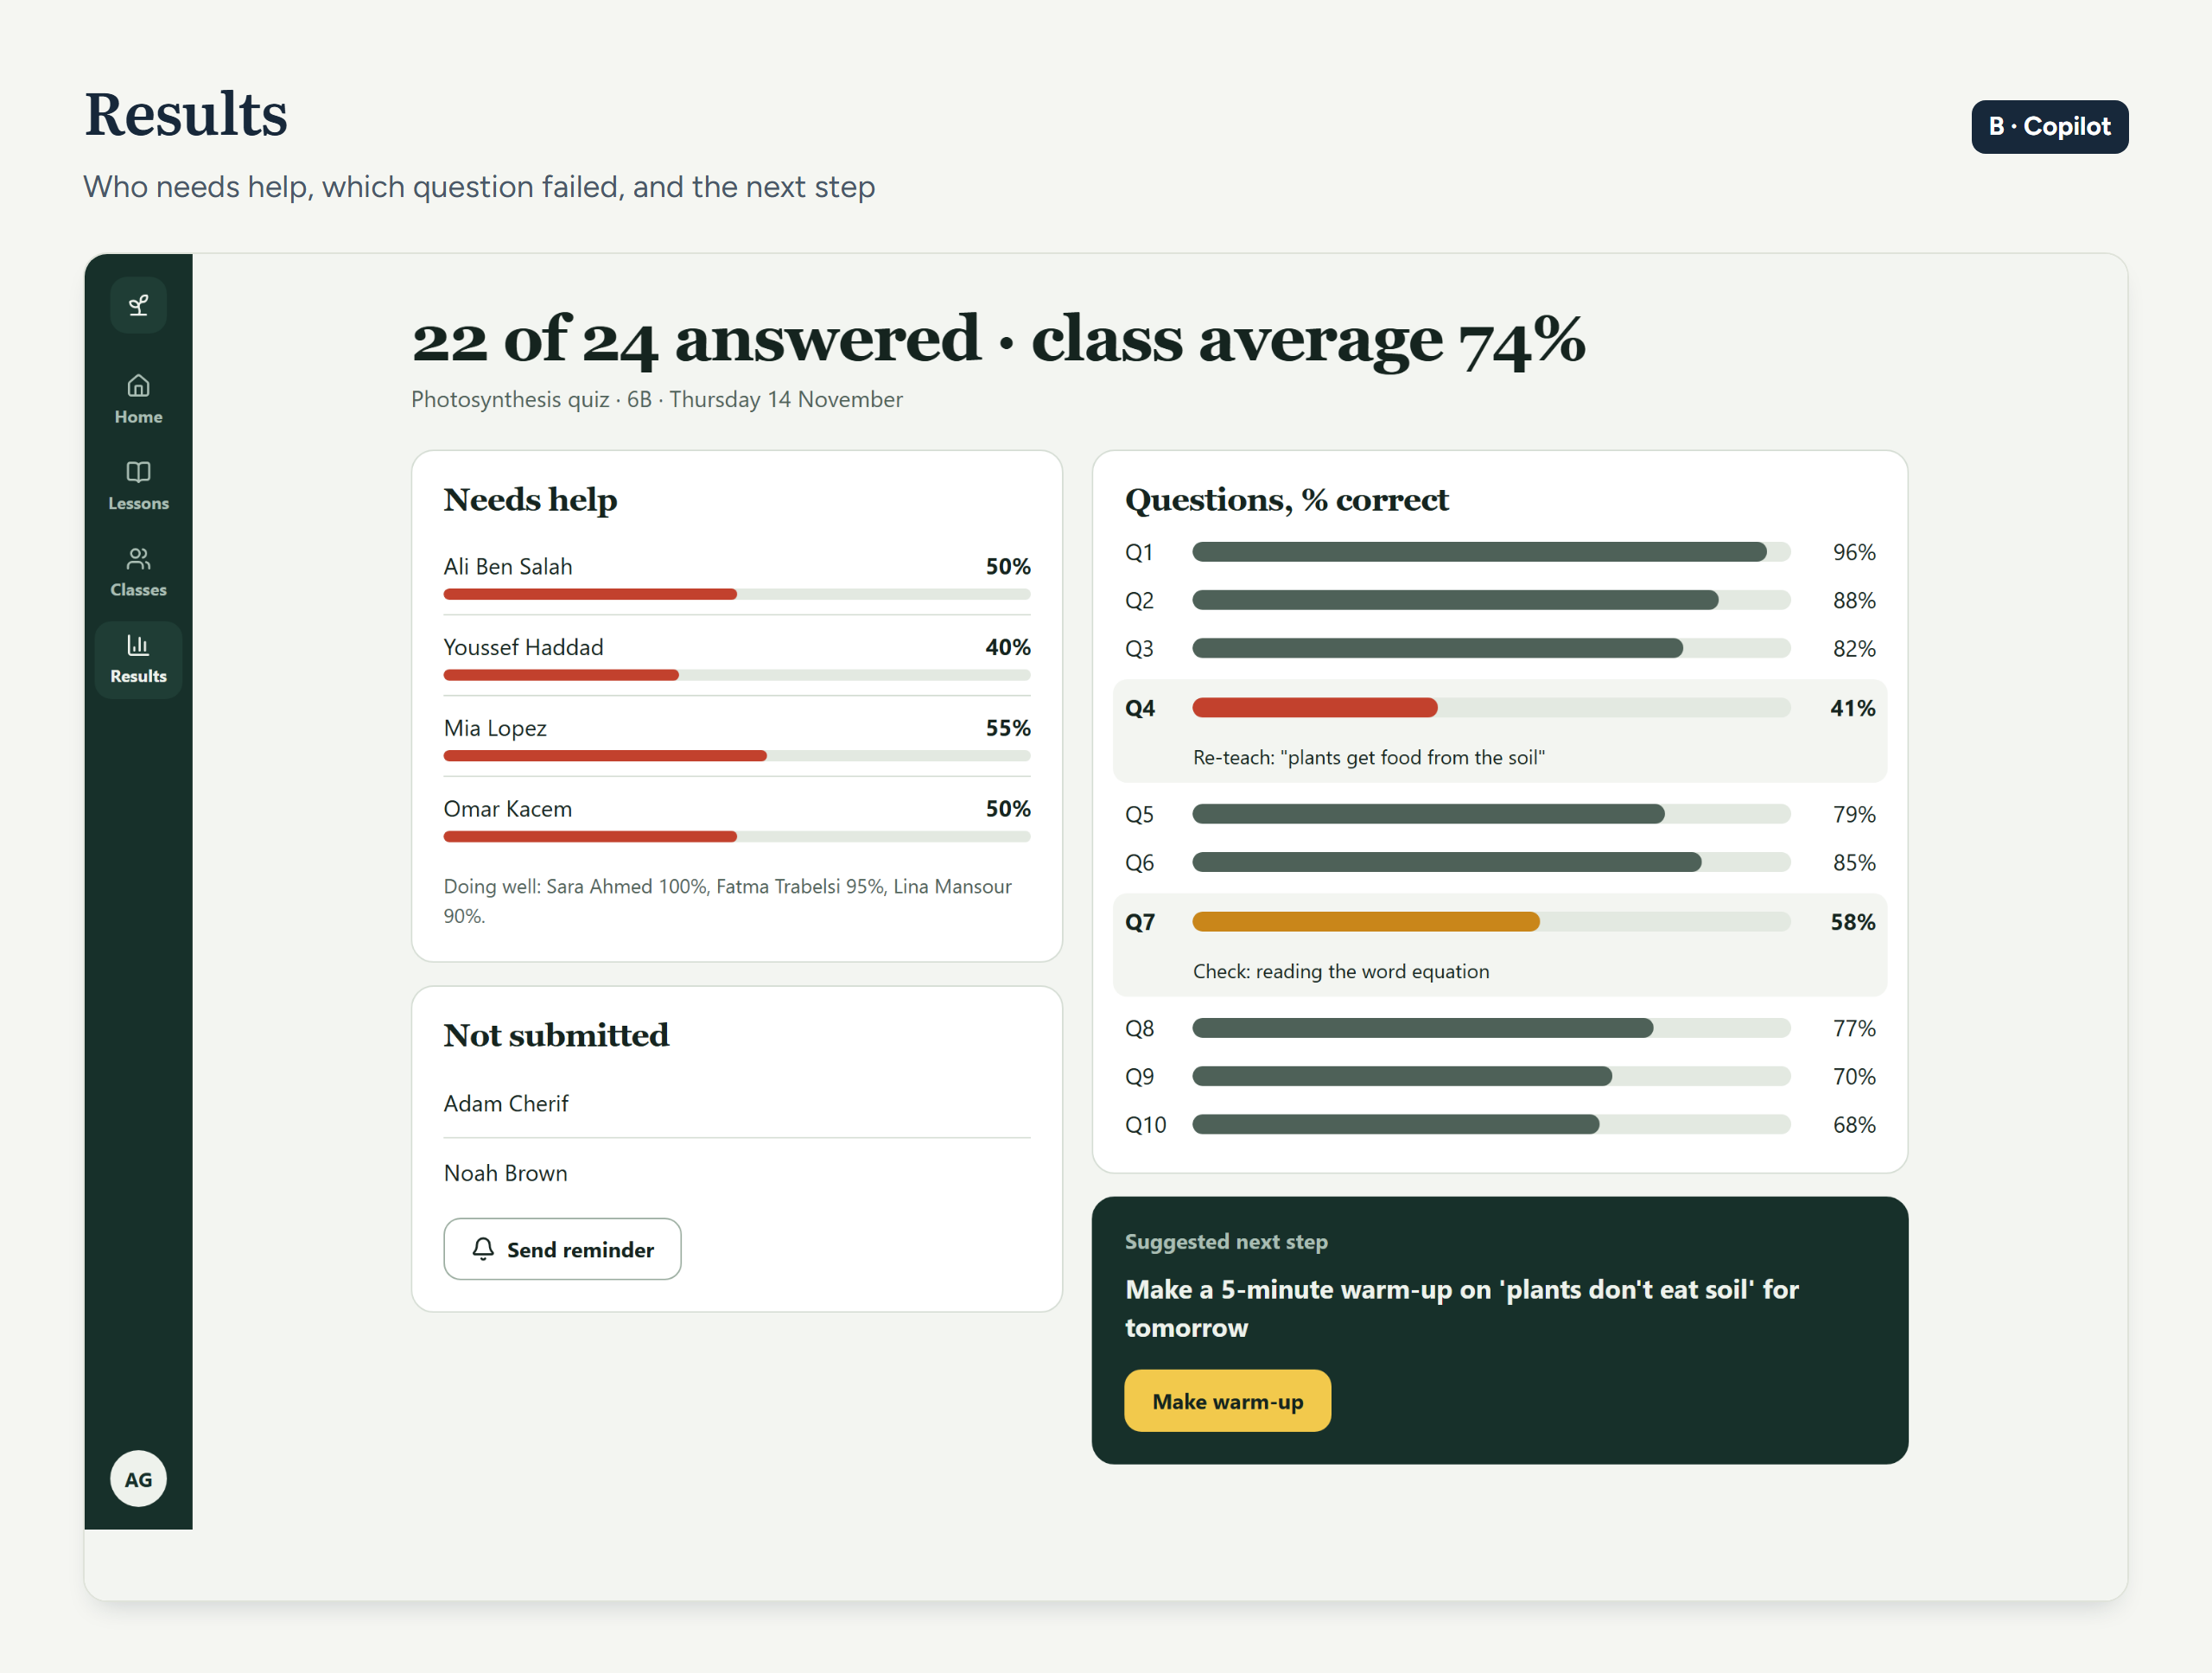 Results
B · Copilot
Who needs help, which question failed, and the next step
Home
Lessons
Classes
Results
AG
22 of 24 answered · class average 74%
Photosynthesis quiz · 6B · Thursday 14 November
Needs help
Ali Ben Salah 50%
Youssef Haddad 40%
Mia Lopez 55%
Omar Kacem 50%
Doing well: Sara Ahmed 100%, Fatma Trabelsi 95%, Lina Mansour
90%.
Not submitted
Adam Cherif
Noah Brown
Send reminder
Questions, % correct
Q1 96%
Q2 88%
Q3 82%
Q4 41%
Re-teach: "plants get food from the soil"
Q5 79%
Q6 85%
Q7 58%
Check: reading the word equation
Q8 77%
Q9 70%
Q10 68%
Suggested next step
Make a 5-minute warm-up on 'plants don't eat soil' for
tomorrow
Make warm-up